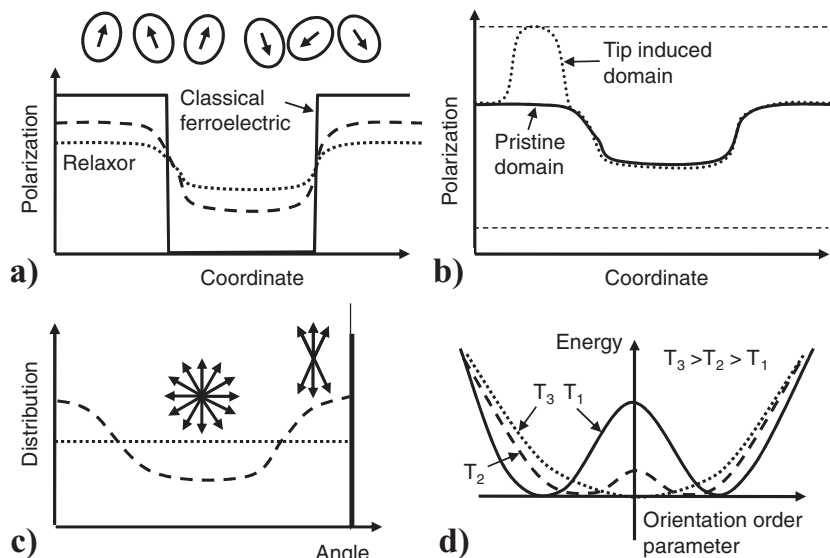 Polarization
Classical
ferroelectric
Relaxor
Coordinate
a)
Polarization
Tip induced
domain
Pristine
domain
Coordinate
b)
Distribution
Angle
c)
Energy
T3 >T2 > T1
T3 T1
T2
Orientation order
parameter
d)